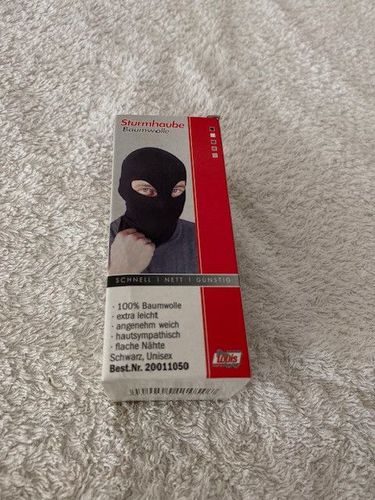 Sturmhaube
Baumwolle
SCHNELL | NETT | GÜNSTIG
· 100% Baumwolle
· extra leicht
· angenehm weich
· hautsympathisch
· flache Nähte
Schwarz, Unisex
Best.Nr. 20011050
Louis